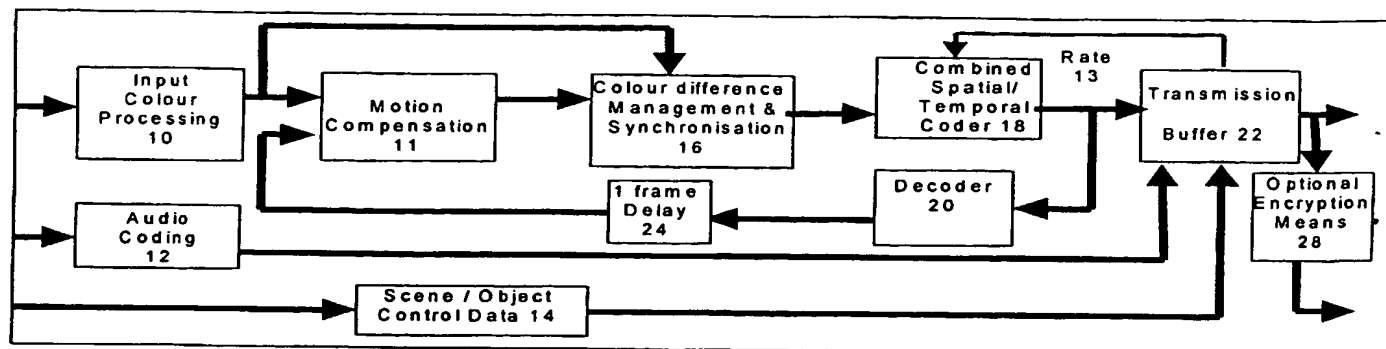 Input
Colour
Processing
10
Motion
Compensation
11
Colour difference
Management &
Synchronisation
16
Combined
Spatial/
Temporal
Coder 18
Rate
13
Transmission
Buffer 22
Audio
Coding
12
1 frame
Delay
24
Decoder
20
Optional
Encryption
Means
28
Scene / Object
Control Data 14